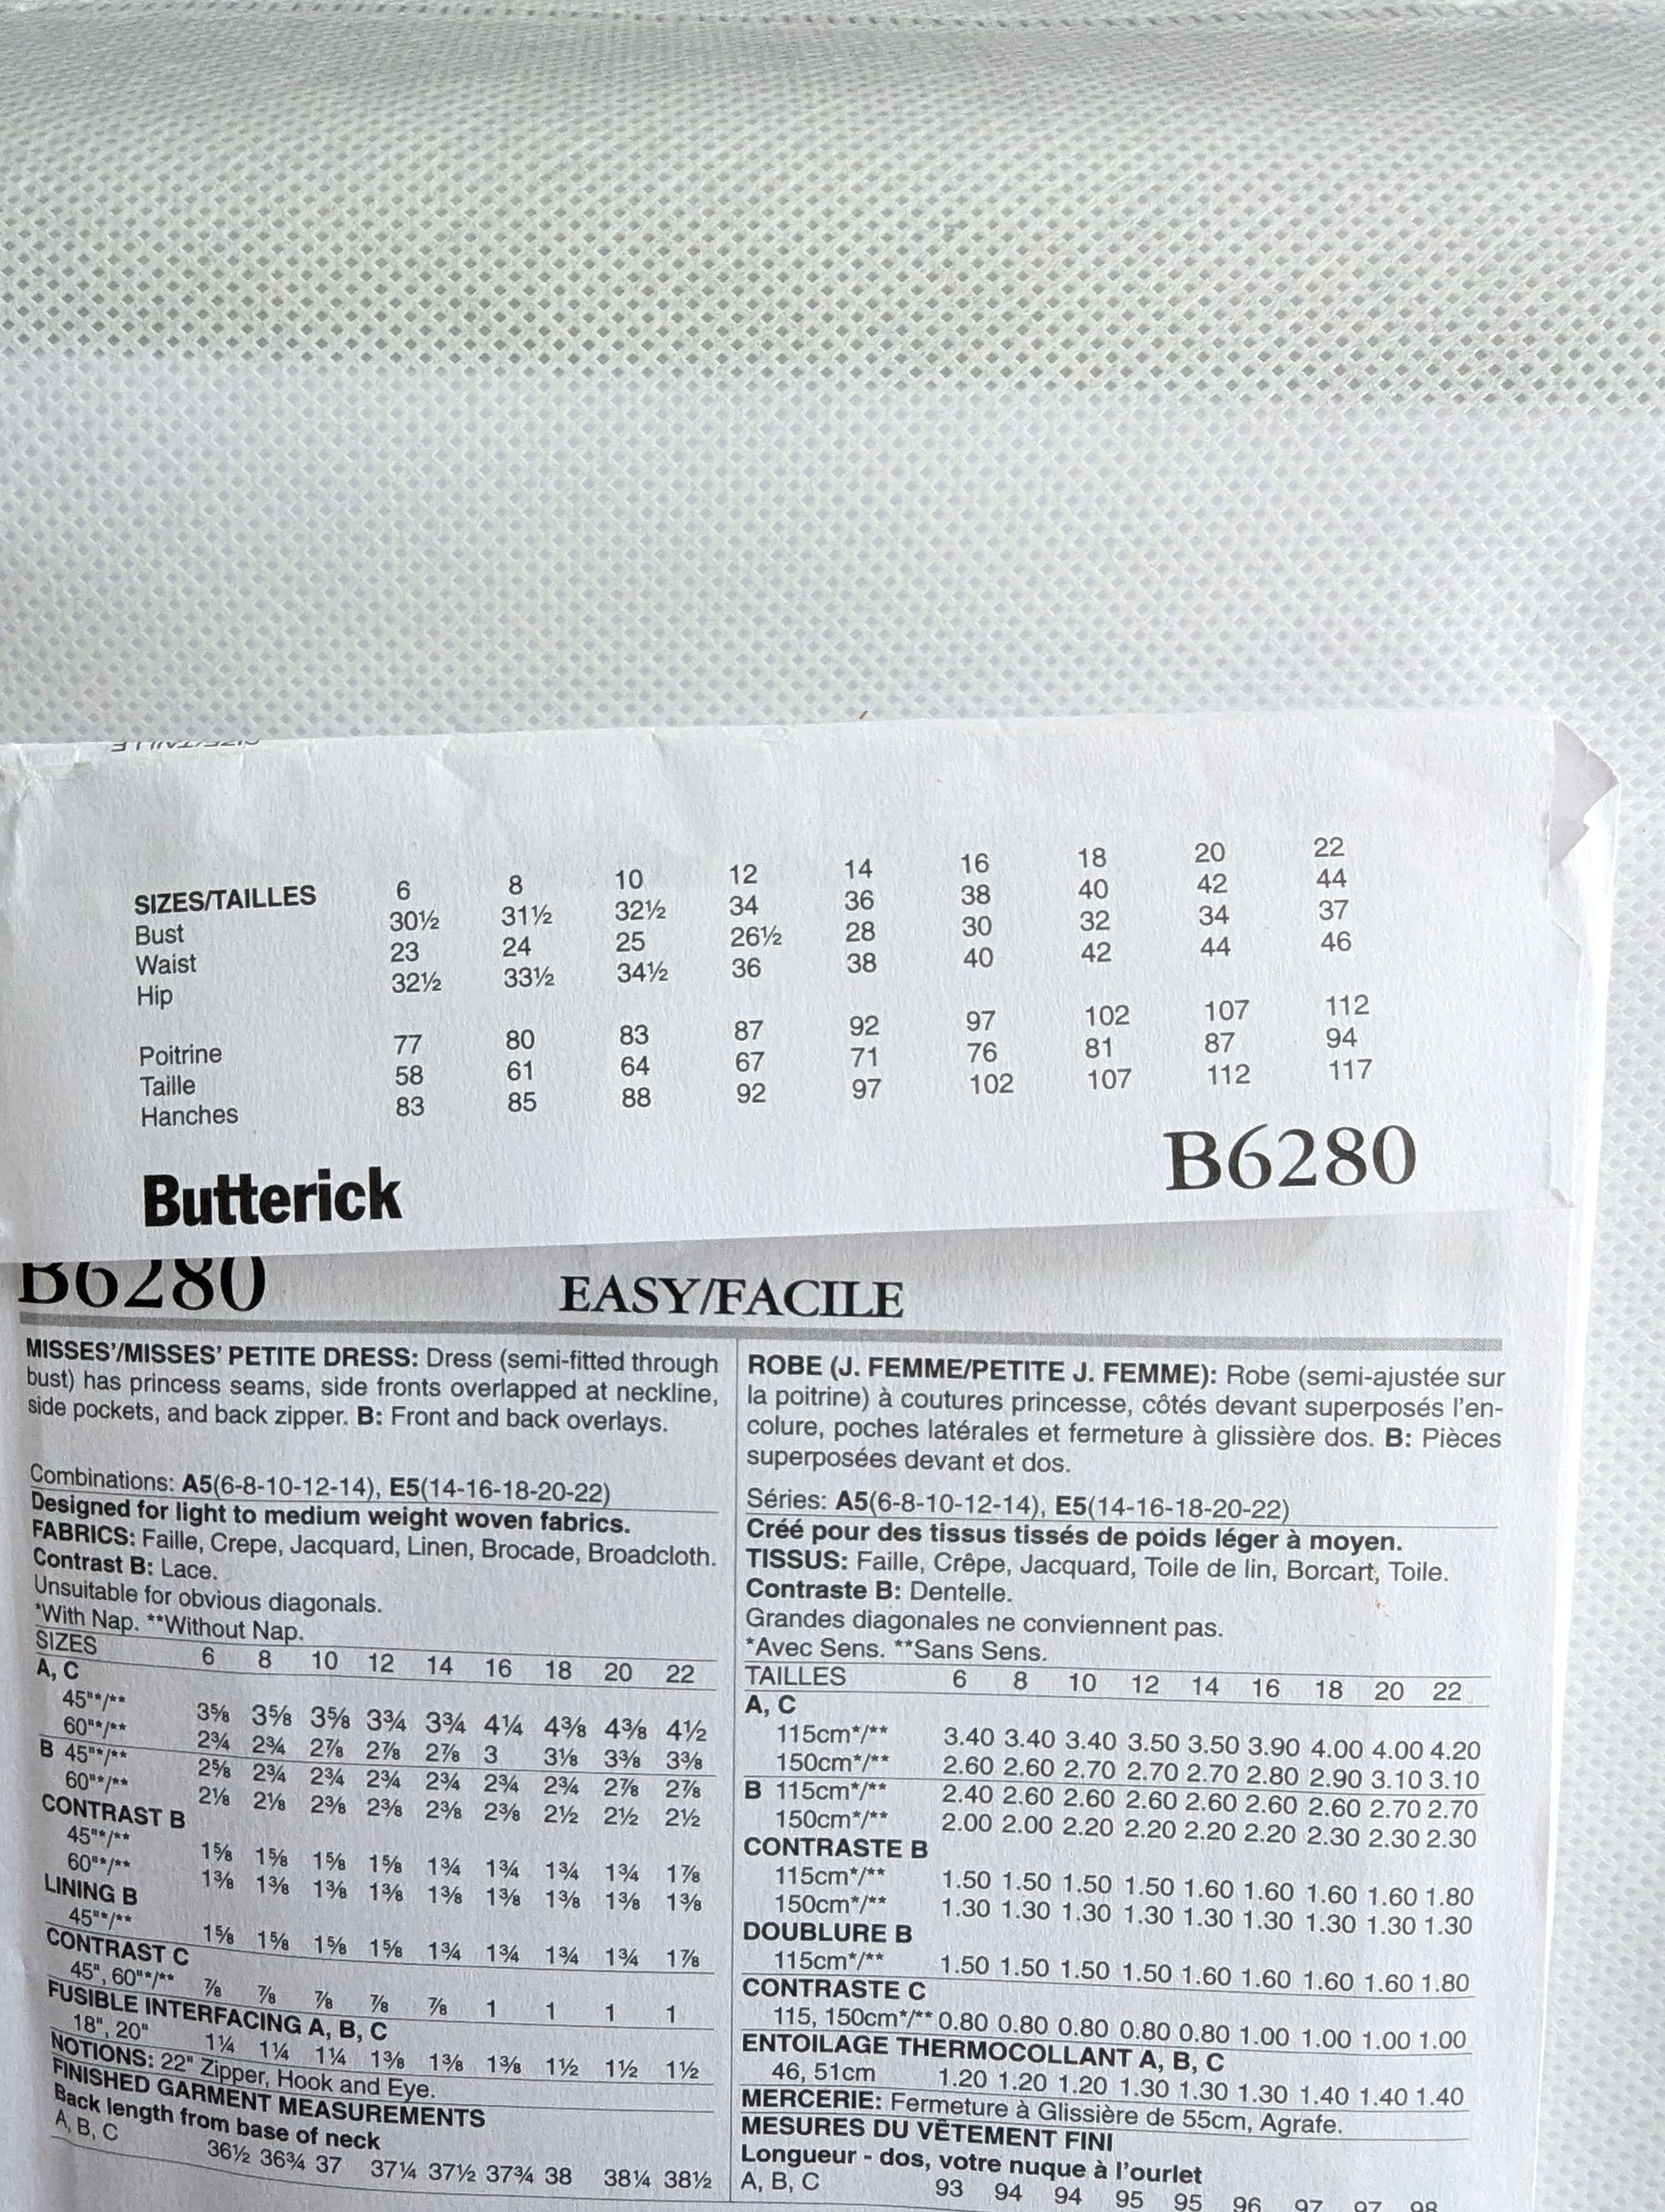 SIZE/TAILLE
SIZES/TAILLES 6 8 10 12 14 16 18 20 22
Bust 30½ 31½ 32½ 34 36 38 40 42 44
Waist 23 24 25 26½ 28 30 32 34 37
Hip 32½ 33½ 34½ 36 38 40 42 44 46
Poitrine 77 80 83 87 92 97 102 107 112
Taille 58 61 64 67 71 76 81 87 94
Hanches 83 85 88 92 97 102 107 112 117
Butterick B6280
B6280 EASY/FACILE
MISSES'/MISSES' PETITE DRESS: Dress (semi-fitted through
bust) has princess seams, side fronts overlapped at neckline,
side pockets, and back zipper. B: Front and back overlays.
Combinations: A5(6-8-10-12-14), E5(14-16-18-20-22)
Designed for light to medium weight woven fabrics.
FABRICS: Faille, Crepe, Jacquard, Linen, Brocade, Broadcloth.
Contrast B: Lace.
Unsuitable for obvious diagonals.
*With Nap. **Without Nap.
SIZES 6 8 10 12 14 16 18 20 22
A, C
45"*/** 3⅝ 3⅝ 3⅝ 3¾ 3¾ 4¼ 4⅜ 4⅜ 4½
60"*/** 2¾ 2¾ 2⅞ 2⅞ 2⅞ 3 3⅛ 3⅜ 3⅜
B 45"*/** 2⅝ 2¾ 2¾ 2¾ 2¾ 2¾ 2¾ 2⅞ 2⅞
60"*/** 2⅛ 2⅛ 2⅜ 2⅜ 2⅜ 2⅜ 2½ 2½ 2½
CONTRAST B
45"*/** 1⅝ 1⅝ 1⅝ 1⅝ 1¾ 1¾ 1¾ 1¾ 1⅞
60"*/** 1⅜ 1⅜ 1⅜ 1⅜ 1⅜ 1⅜ 1⅜ 1⅜ 1⅜
LINING B
45"*/** 1⅝ 1⅝ 1⅝ 1⅝ 1¾ 1¾ 1¾ 1¾ 1⅞
CONTRAST C
45", 60"*/** ⅞ ⅞ ⅞ ⅞ ⅞ 1 1 1 1
FUSIBLE INTERFACING A, B, C
18", 20" 1¼ 1¼ 1¼ 1⅜ 1⅜ 1⅜ 1½ 1½ 1½
NOTIONS: 22" Zipper, Hook and Eye.
FINISHED GARMENT MEASUREMENTS
Back length from base of neck
A, B, C 36½ 36¾ 37 37¼ 37½ 37¾ 38 38¼ 38½
ROBE (J. FEMME/PETITE J. FEMME): Robe (semi-ajustée sur
la poitrine) à coutures princesse, côtés devant superposés l'en-
colure, poches latérales et fermeture à glissière dos. B: Pièces
superposées devant et dos.
Séries: A5(6-8-10-12-14), E5(14-16-18-20-22)
Créé pour des tissus tissés de poids léger à moyen.
TISSUS: Faille, Crêpe, Jacquard, Toile de lin, Borcart, Toile.
Contraste B: Dentelle.
Grandes diagonales ne conviennent pas.
*Avec Sens. **Sans Sens.
TAILLES 6 8 10 12 14 16 18 20 22
A, C
115cm*/** 3.40 3.40 3.40 3.50 3.50 3.90 4.00 4.00 4.20
150cm*/** 2.60 2.60 2.70 2.70 2.70 2.80 2.90 3.10 3.10
B 115cm*/** 2.40 2.60 2.60 2.60 2.60 2.60 2.60 2.70 2.70
150cm*/** 2.00 2.00 2.20 2.20 2.20 2.20 2.30 2.30 2.30
CONTRASTE B
115cm*/** 1.50 1.50 1.50 1.50 1.60 1.60 1.60 1.60 1.80
150cm*/** 1.30 1.30 1.30 1.30 1.30 1.30 1.30 1.30 1.30
DOUBLURE B
115cm*/** 1.50 1.50 1.50 1.50 1.60 1.60 1.60 1.60 1.80
CONTRASTE C
115, 150cm*/** 0.80 0.80 0.80 0.80 0.80 1.00 1.00 1.00 1.00
ENTOILAGE THERMOCOLLANT A, B, C
46, 51cm 1.20 1.20 1.20 1.30 1.30 1.30 1.40 1.40 1.40
MERCERIE: Fermeture à Glissière de 55cm, Agrafe.
MESURES DU VÊTEMENT FINI
Longueur - dos, votre nuque à l'ourlet
A, B, C 93 94 94 95 95 96 97 97 98